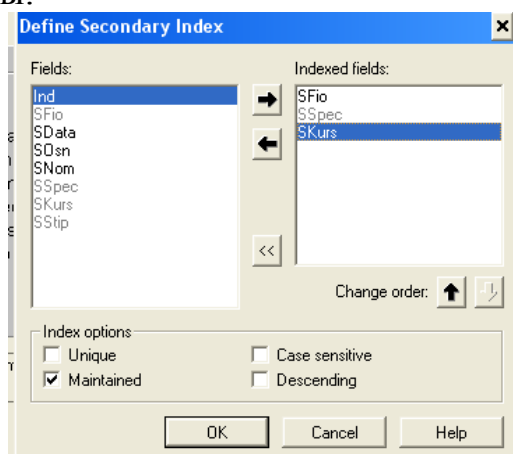 ы.
Define Secondary Index
Fields:
Ind
SFio
SData
SOsn
SNom
SSpec
SKurs
SStip
Indexed fields:
SFio
SSpec
SKurs
<<
Change order:
Index options
Unique
Case sensitive
Maintained
Descending
OK
Cancel
Help